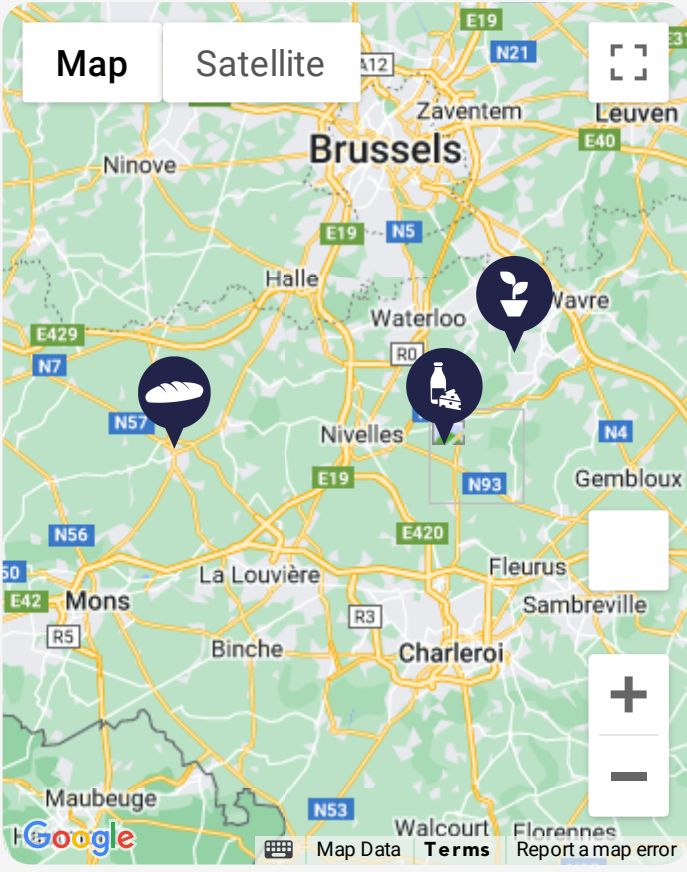 E19
Map
Satellite
A12
N21
E31
Zaventem
Leuven
Brussels
E40
Ninove
E19
N5
Halle
Wavre
Waterloo
E429
R0
N7
N57
Nivelles
N4
E19
N93
Gembloux
N56
E420
50
La Louvière
Fleurus
E42
Mons
Sambreville
R3
R5
Binche
Charleroi
Maubeuge
N53
Google
Walcourt
Florennes
Map Data
Terms
Report a map error